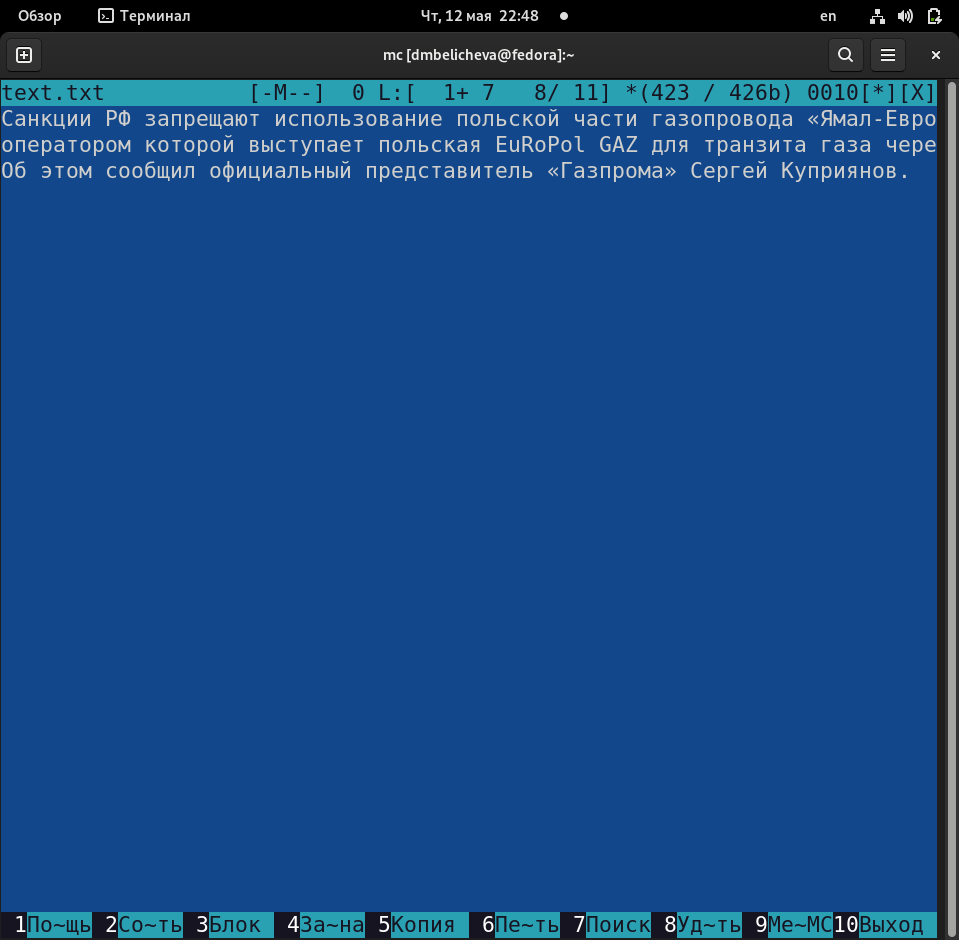 Обзор Терминал Чт, 12 мая 22:48 en
mc [dmbelicheva@fedora]:~
text.txt [-M--] 0 L:[ 1+ 7 8/ 11] *(423 / 426b) 0010[*][X]
Санкции РФ запрещают использование польской части газопровода «Ямал-Евро
оператором которой выступает польская EuRoPol GAZ для транзита газа чере
Об этом сообщил официальный представитель «Газпрома» Сергей Куприянов.
1По~щь 2Со~ть 3Блок 4За~на 5Копия 6Пе~ть 7Поиск 8Уд~ть 9Ме~MC10Выход